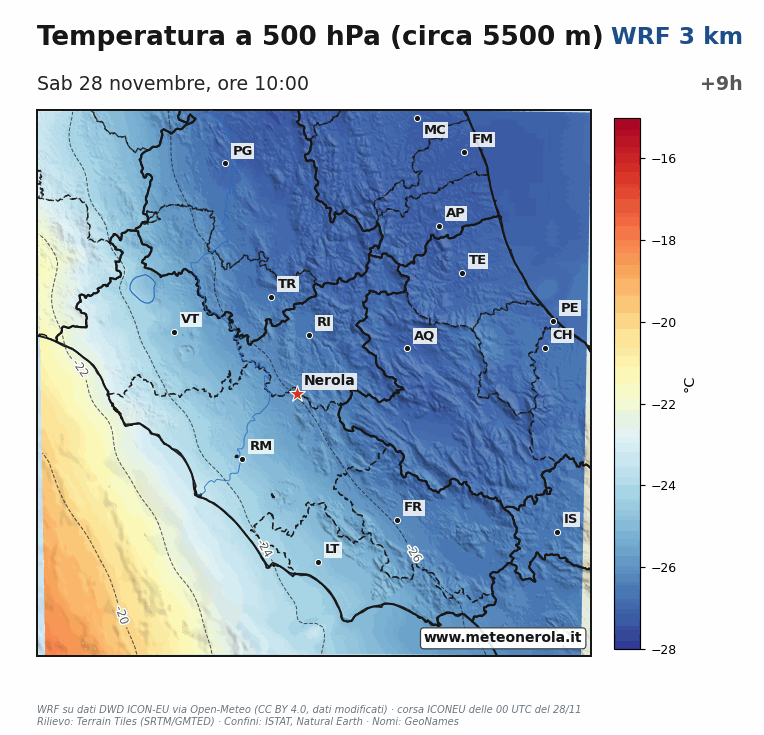 Temperatura a 500 hPa (circa 5500 m) WRF 3 km
Sab 28 novembre, ore 10:00 +9h
MC
FM
PG
AP
TE
TR
PE
VT
RI
AQ
CH
Nerola
RM
FR
IS
LT
-22
-24
-26
-20
www.meteonerola.it
−16
−18
−20
−22
−24
−26
−28
°C
WRF su dati DWD ICON-EU via Open-Meteo (CC BY 4.0, dati modificati) · corsa ICONEU delle 00 UTC del 28/11
Rilievo: Terrain Tiles (SRTM/GMTED) · Confini: ISTAT, Natural Earth · Nomi: GeoNames